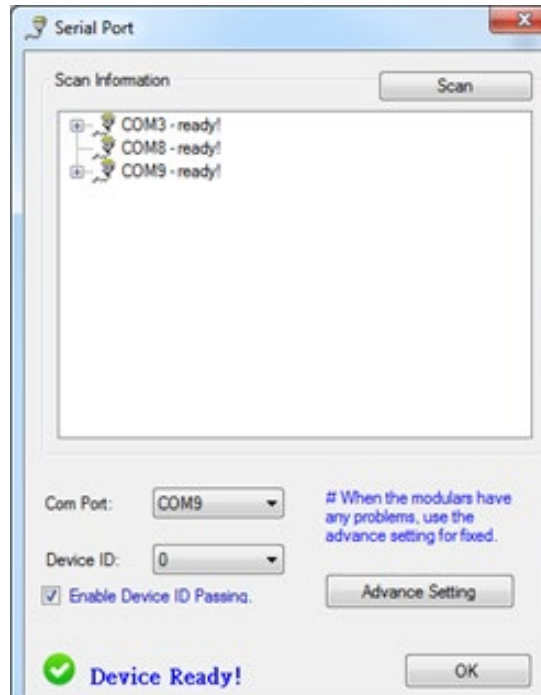 Serial Port
Scan Information
Scan
COM3 - ready!
COM8 - ready!
COM9 - ready!
Com Port:
COM9
# When the modulars have
any problems, use the
advance setting for fixed.
Device ID:
0
Enable Device ID Passing.
Advance Setting
Device Ready!
OK